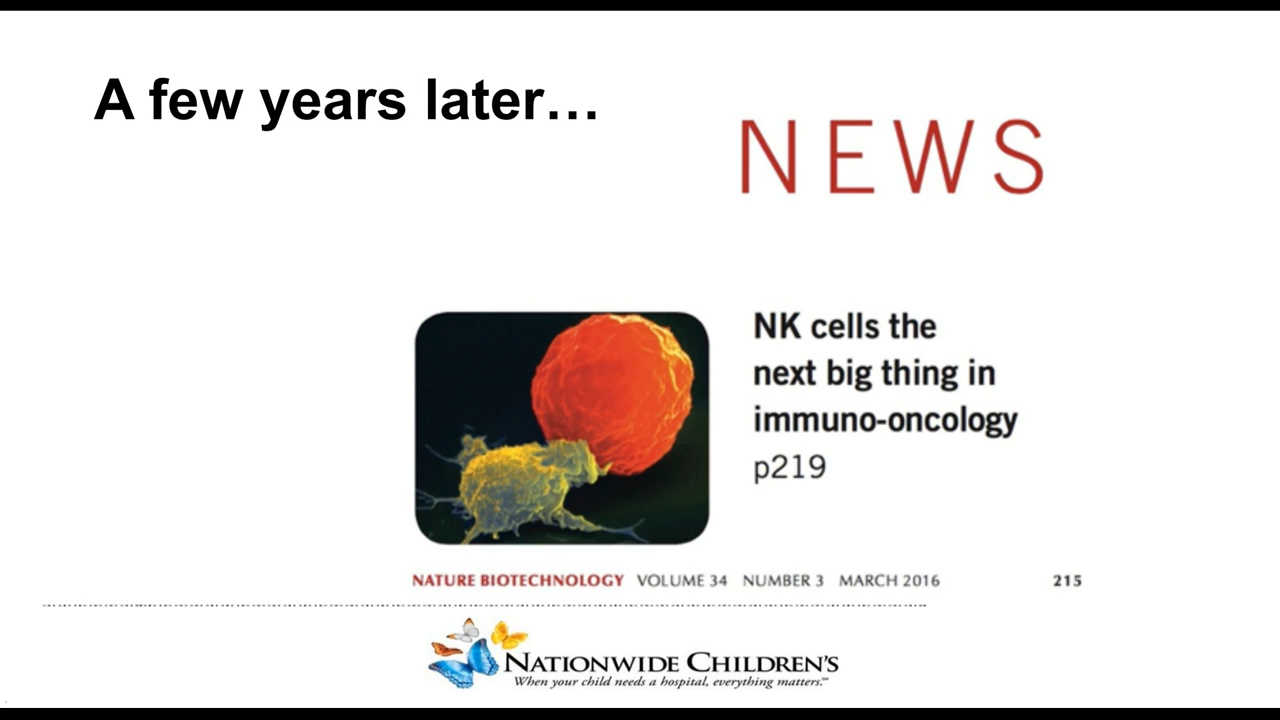 A few years later…
NEWS
NK cells the
next big thing in
immuno-oncology
p219
NATURE BIOTECHNOLOGY VOLUME 34 NUMBER 3 MARCH 2016 215
NATIONWIDE CHILDREN'S
When your child needs a hospital, everything matters.℠